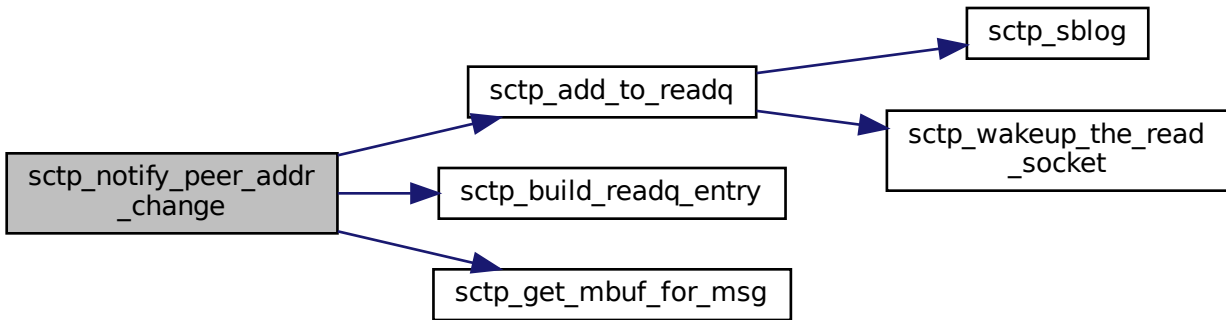 sctp_notify_peer_addr
_change
sctp_add_to_readq
sctp_build_readq_entry
sctp_get_mbuf_for_msg
sctp_sblog
sctp_wakeup_the_read
_socket